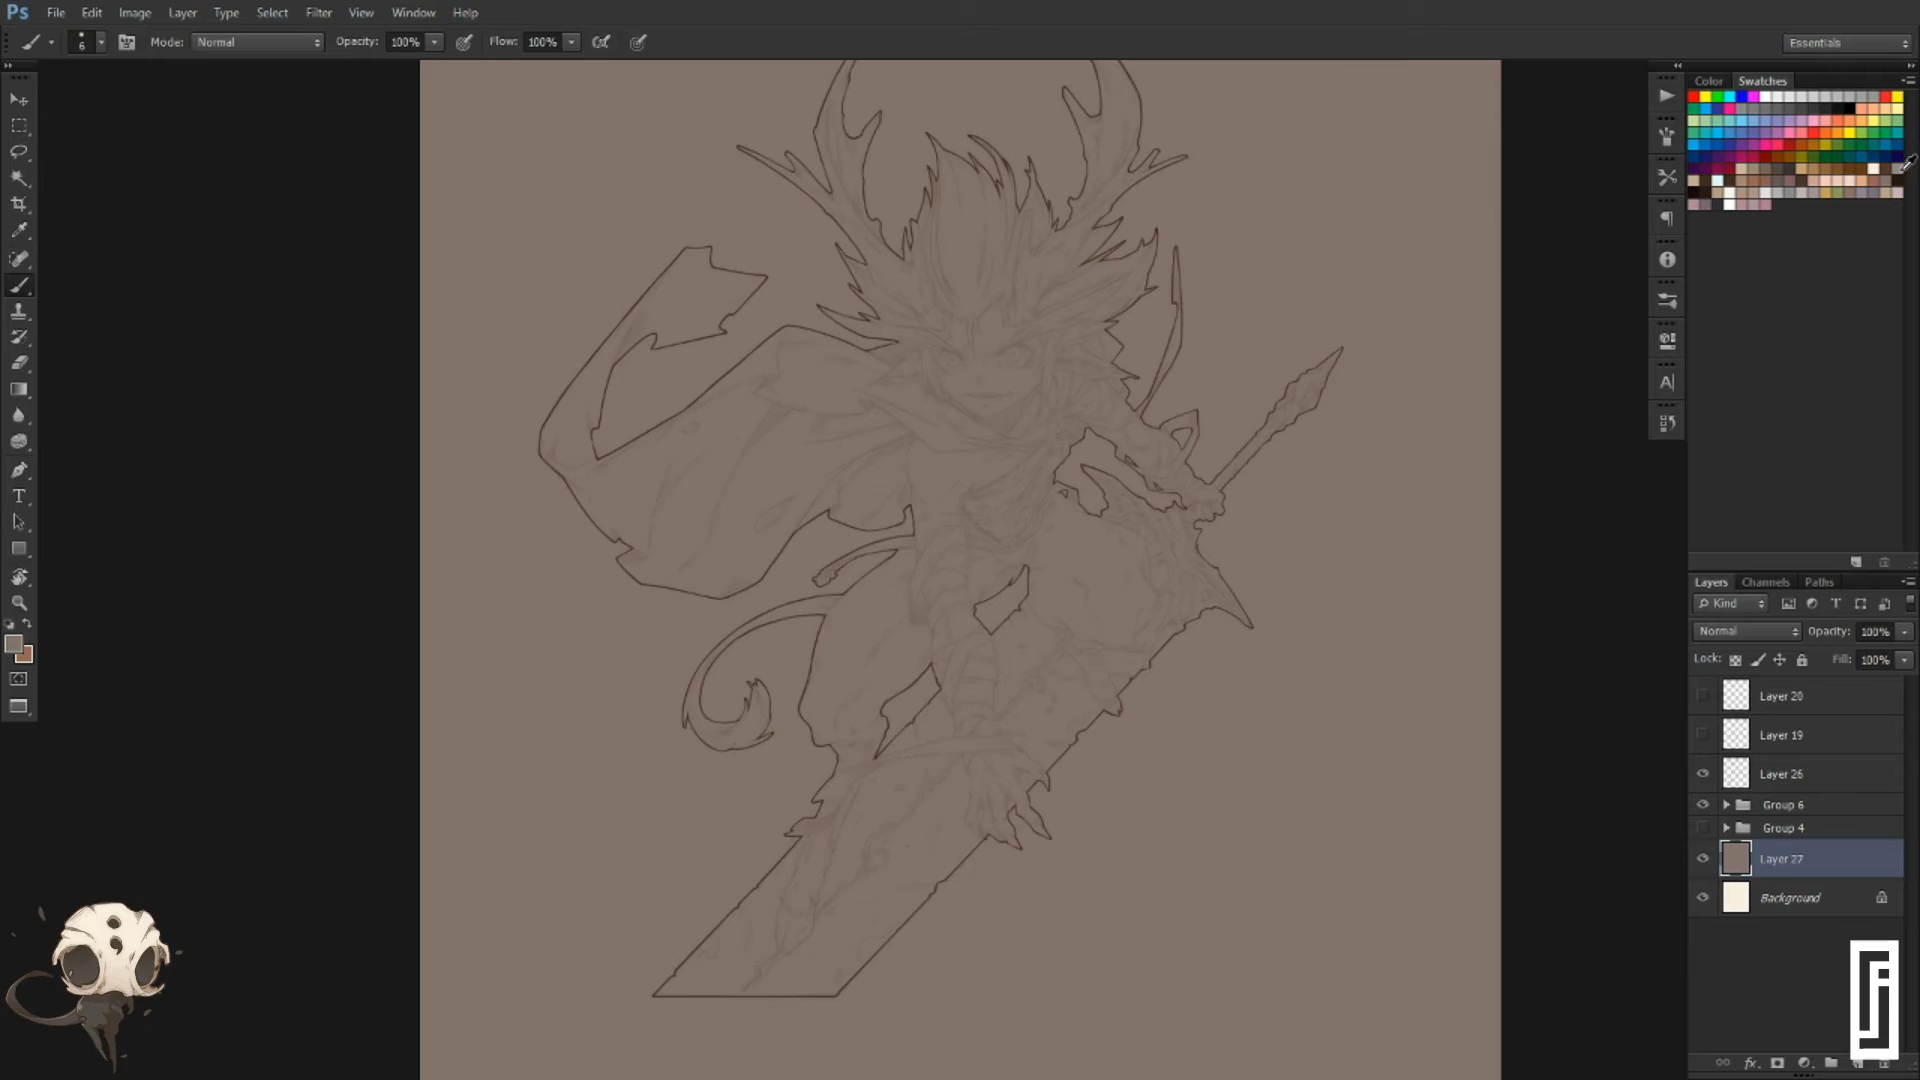 Ps File Edit Image Layer Type Select Filter View Window Help
6 Mode: Normal Opacity: 100% Flow: 100% Essentials
Color Swatches
Layers Channels Paths
Kind
Normal Opacity: 100%
Lock: Fill: 100%
Layer 20
Layer 19
Layer 26
Group 6
Group 4
Layer 27
Background
fx